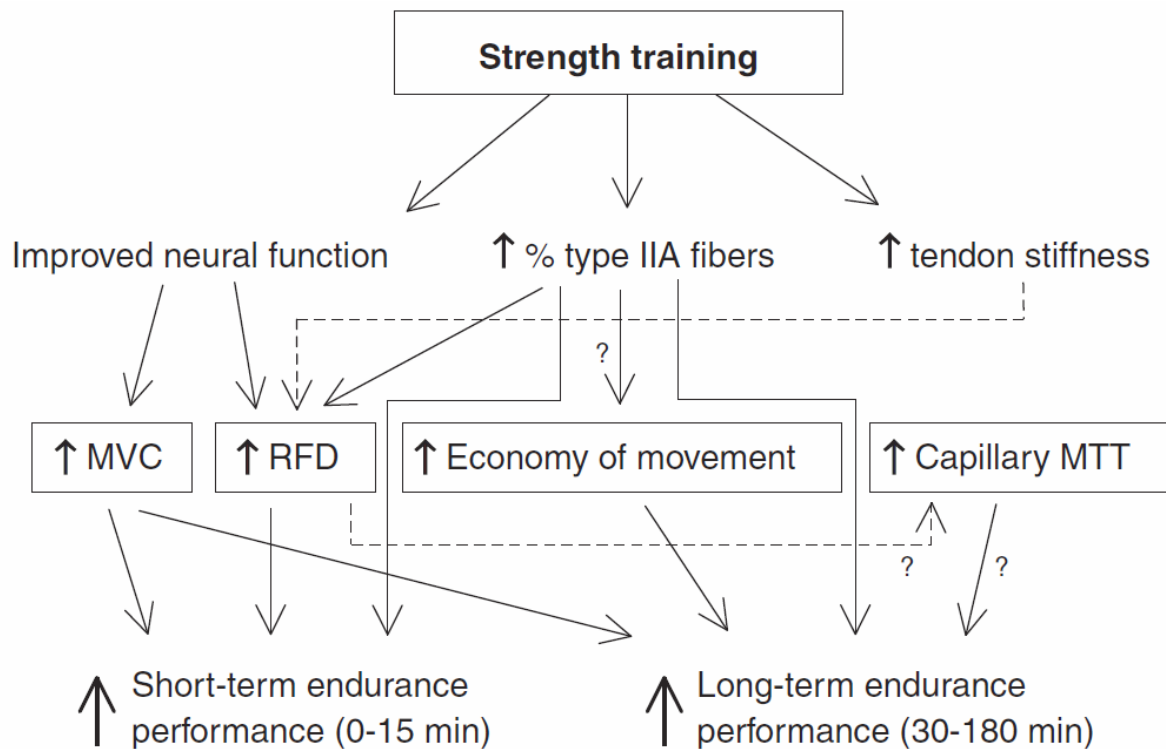 Strength training
Improved neural function
↑ % type IIA fibers
↑ tendon stiffness
?
↑ MVC
↑ RFD
↑ Economy of movement
↑ Capillary MTT
?
?
↑ Short-term endurance
performance (0-15 min)
↑ Long-term endurance
performance (30-180 min)